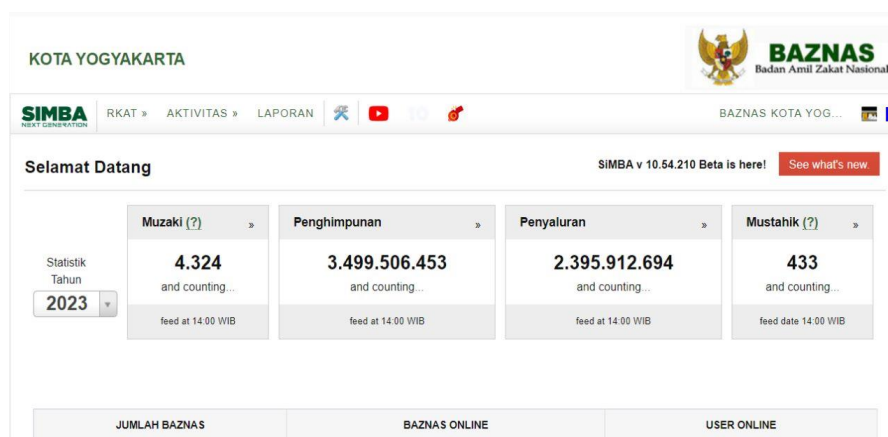 KOTA YOGYAKARTA
BAZNAS
Badan Amil Zakat Nasional
SIMBA
NEXT GENERATION
RKAT » AKTIVITAS » LAPORAN
BAZNAS KOTA YOG...
Selamat Datang
SiMBA v 10.54.210 Beta is here! See what's new.
Muzaki (?) » Penghimpunan » Penyaluran » Mustahik (?) »
Statistik
Tahun
2023
4.324 3.499.506.453 2.395.912.694 433
and counting... and counting... and counting... and counting...
feed at 14:00 WIB feed at 14:00 WIB feed at 14:00 WIB feed date 14:00 WIB
JUMLAH BAZNAS BAZNAS ONLINE USER ONLINE